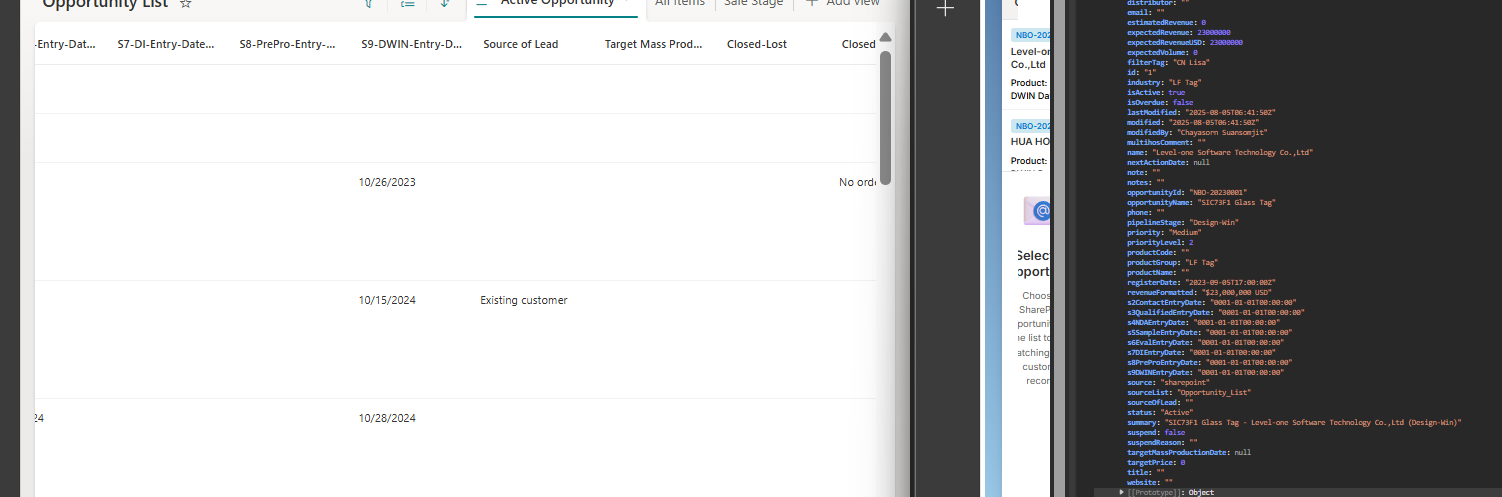 Opportunity List
Active Opportunity
All Items
Sale Stage
Add view
-Entry-Dat...
S7-DI-Entry-Date...
S8-PrePro-Entry-...
S9-DWIN-Entry-D...
Source of Lead
Target Mass Prod...
Closed-Lost
Closed
10/26/2023
No orde
10/15/2024
Existing customer
24
10/28/2024
NBO-202
Level-on
Co.,Ltd
Product:
DWIN Da
NBO-202
HUA HO
Product:
Selec
pport
Choos
ShareP
portuni
he list to
atching
custo
recor
distributor: ""
email: ""
estimatedRevenue: 0
expectedRevenue: 23000000
expectedRevenueUSD: 23000000
expectedVolume: 0
filterTag: "CN Lisa"
id: "1"
industry: "LF Tag"
isActive: true
isOverdue: false
lastModified: "2025-08-05T06:41:50Z"
modified: "2025-08-05T06:41:50Z"
modifiedBy: "Chayasorn Suansomjit"
multihosComment: ""
name: "Level-one Software Technology Co.,Ltd"
nextActionDate: null
note: ""
notes: ""
opportunityId: "NBO-20230001"
opportunityName: "SIC73F1 Glass Tag"
phone: ""
pipelineStage: "Design-Win"
priority: "Medium"
priorityLevel: 2
productCode: ""
productGroup: "LF Tag"
productName: ""
registerDate: "2023-09-05T17:00:00Z"
revenueFormatted: "$23,000,000 USD"
s2ContactEntryDate: "0001-01-01T00:00:00"
s3QualifiedEntryDate: "0001-01-01T00:00:00"
s4NDAEntryDate: "0001-01-01T00:00:00"
s5SampleEntryDate: "0001-01-01T00:00:00"
s6EvalEntryDate: "0001-01-01T00:00:00"
s7DIEntryDate: "0001-01-01T00:00:00"
s8PreProEntryDate: "0001-01-01T00:00:00"
s9DWINEntryDate: "0001-01-01T00:00:00"
source: "sharepoint"
sourceList: "Opportunity_List"
sourceOfLead: ""
status: "Active"
summary: "SIC73F1 Glass Tag - Level-one Software Technology Co.,Ltd (Design-Win)"
suspend: false
suspendReason: ""
targetMassProductionDate: null
targetPrice: 0
title: ""
website: ""
[[Prototype]]: Object